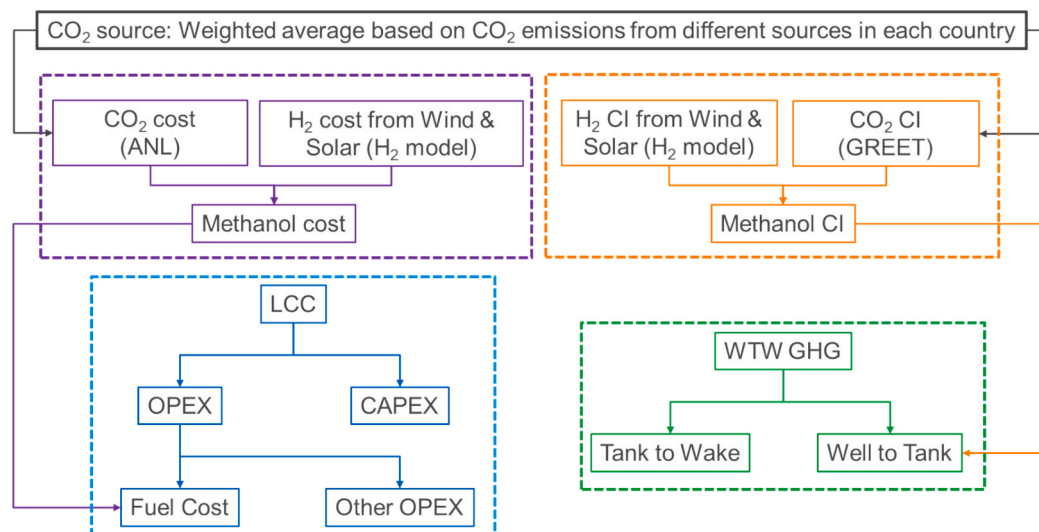 CO₂ source: Weighted average based on CO₂ emissions from different sources in each country
CO₂ cost
(ANL)
H₂ cost from Wind &
Solar (H₂ model)
Methanol cost
H₂ CI from Wind &
Solar (H₂ model)
CO₂ CI
(GREET)
Methanol CI
LCC
OPEX
CAPEX
Fuel Cost
Other OPEX
WTW GHG
Tank to Wake
Well to Tank